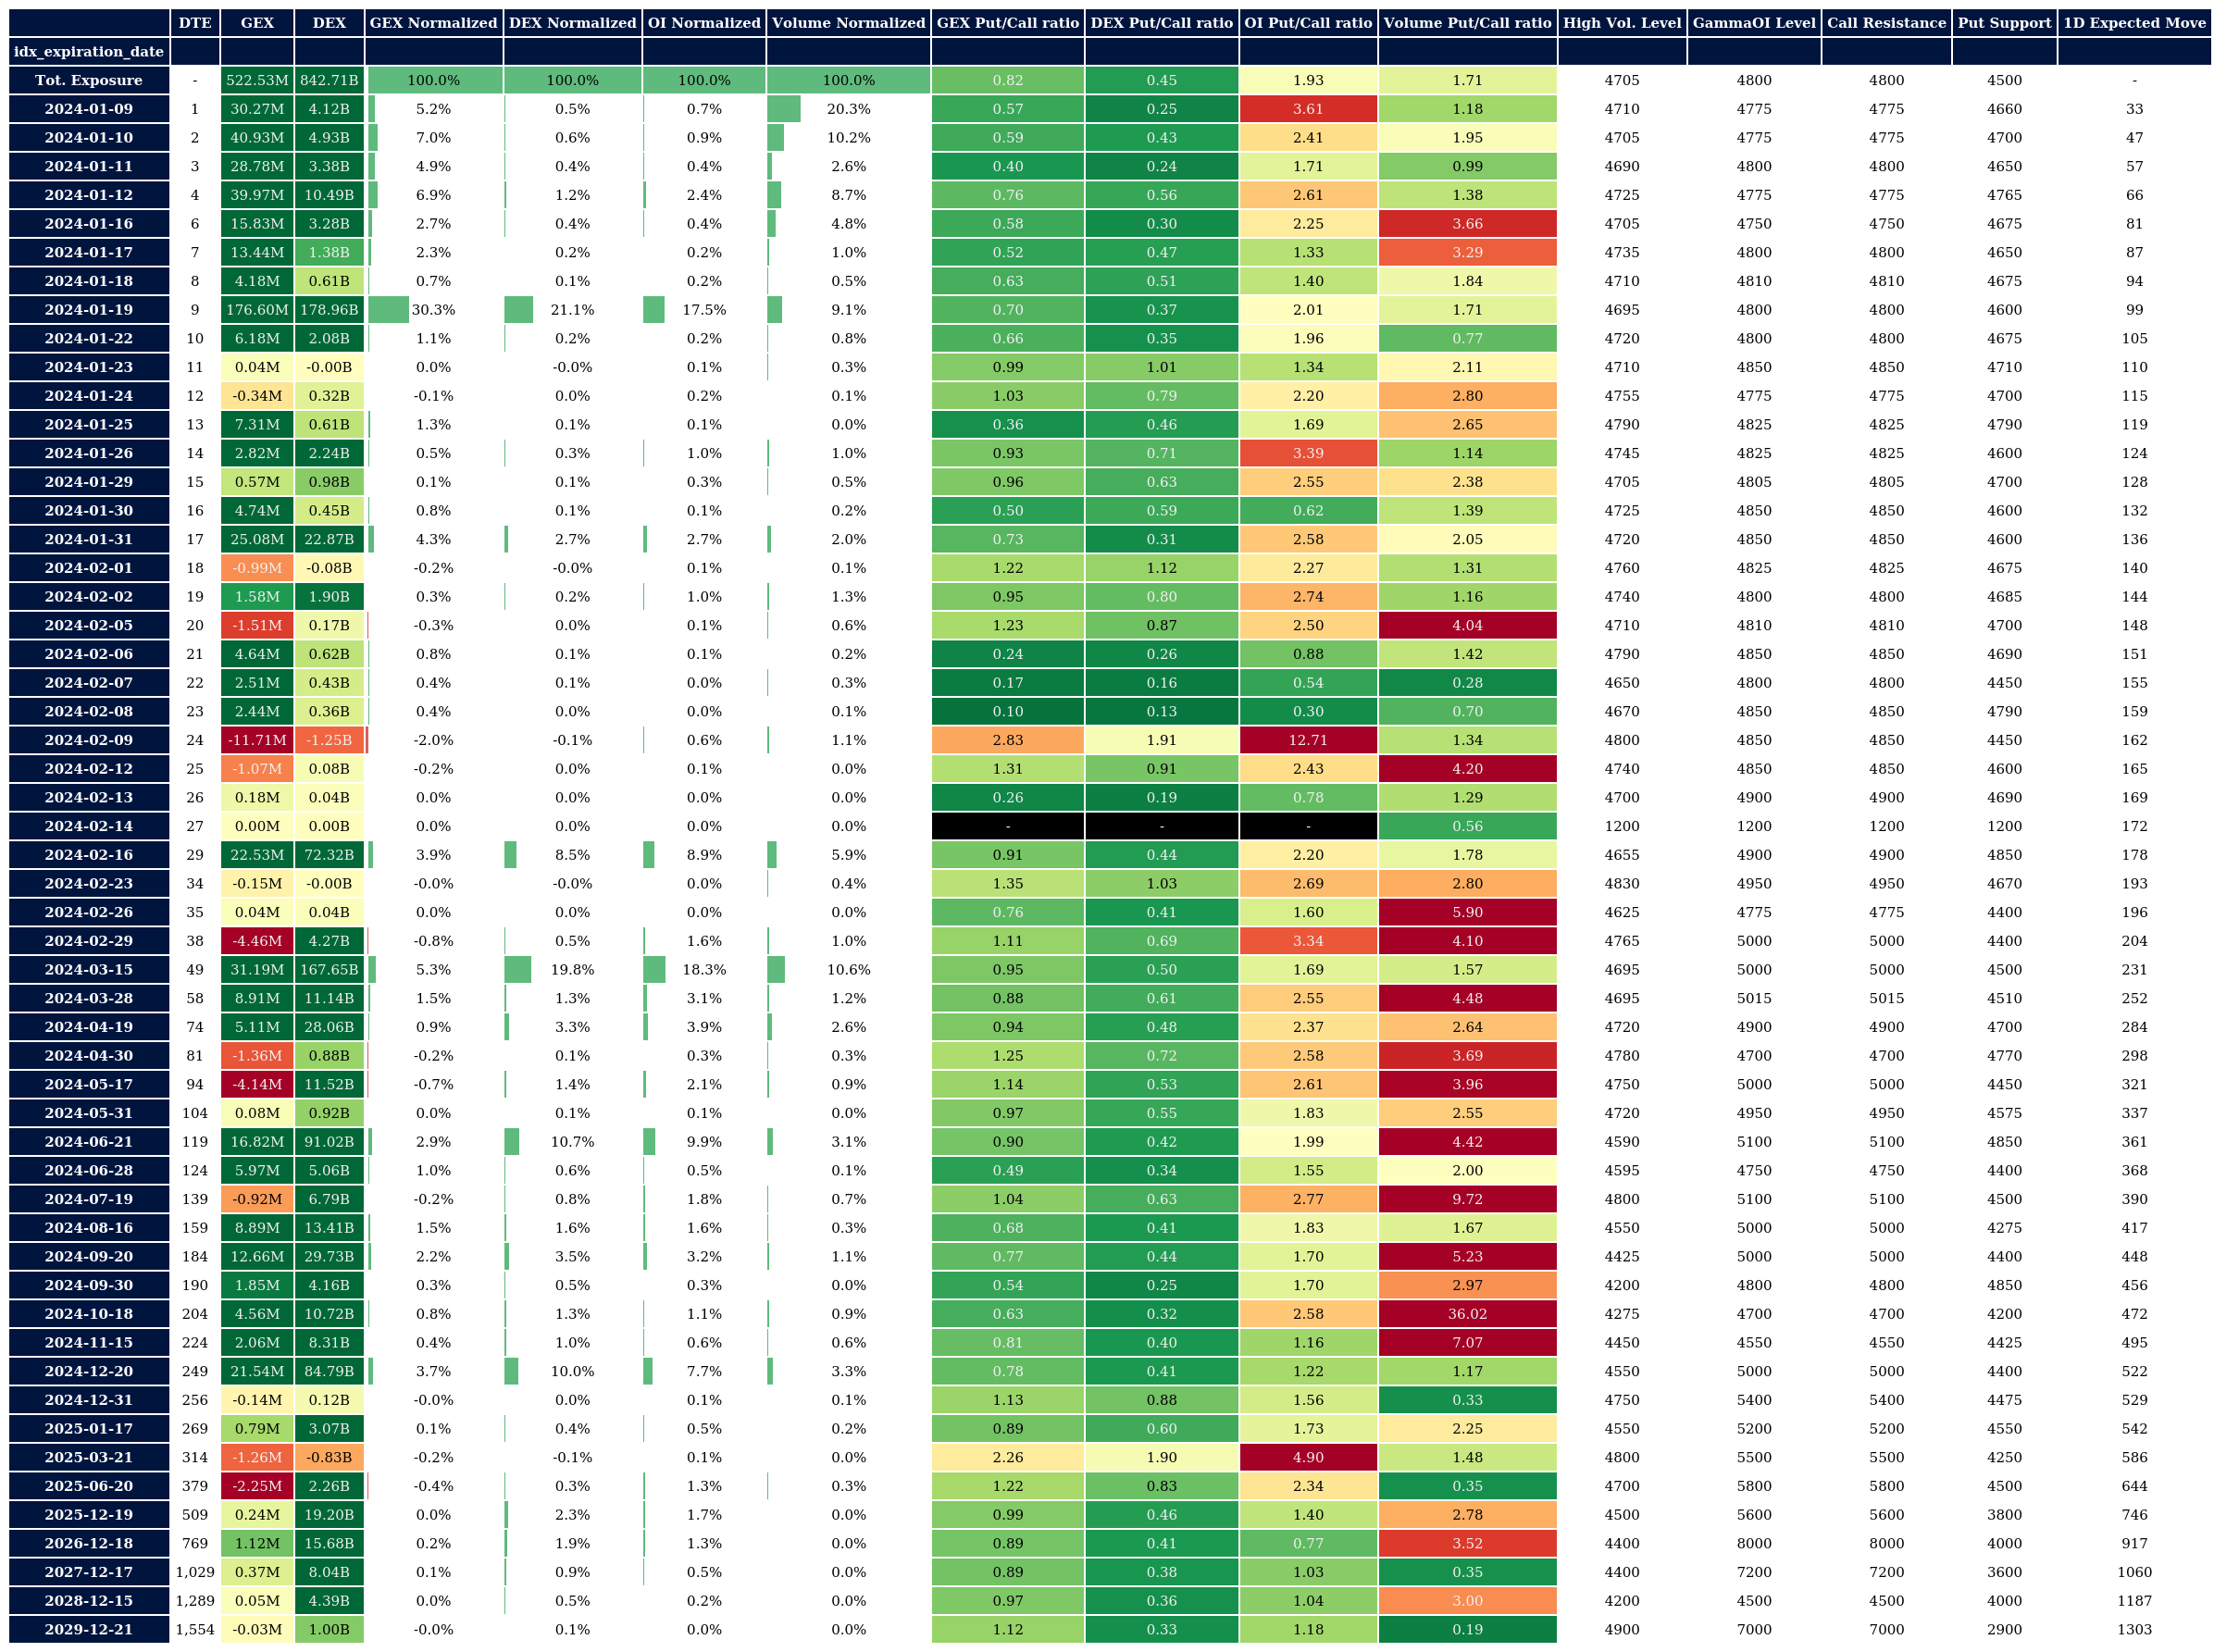 DTE GEX DEX GEX Normalized DEX Normalized OI Normalized Volume Normalized GEX Put/Call ratio DEX Put/Call ratio OI Put/Call ratio Volume Put/Call ratio High Vol. Level GammaOI Level Call Resistance Put Support 1D Expected Move
idx_expiration_date
Tot. Exposure - 522.53M 842.71B 100.0% 100.0% 100.0% 100.0% 0.82 0.45 1.93 1.71 4705 4800 4800 4500 -
2024-01-09 1 30.27M 4.12B 5.2% 0.5% 0.7% 20.3% 0.57 0.25 3.61 1.18 4710 4775 4775 4660 33
2024-01-10 2 40.93M 4.93B 7.0% 0.6% 0.9% 10.2% 0.59 0.43 2.41 1.95 4705 4775 4775 4700 47
2024-01-11 3 28.78M 3.38B 4.9% 0.4% 0.4% 2.6% 0.40 0.24 1.71 0.99 4690 4800 4800 4650 57
2024-01-12 4 39.97M 10.49B 6.9% 1.2% 2.4% 8.7% 0.76 0.56 2.61 1.38 4725 4775 4775 4765 66
2024-01-16 6 15.83M 3.28B 2.7% 0.4% 0.4% 4.8% 0.58 0.30 2.25 3.66 4705 4750 4750 4675 81
2024-01-17 7 13.44M 1.38B 2.3% 0.2% 0.2% 1.0% 0.52 0.47 1.33 3.29 4735 4800 4800 4650 87
2024-01-18 8 4.18M 0.61B 0.7% 0.1% 0.2% 0.5% 0.63 0.51 1.40 1.84 4710 4810 4810 4675 94
2024-01-19 9 176.60M 178.96B 30.3% 21.1% 17.5% 9.1% 0.70 0.37 2.01 1.71 4695 4800 4800 4600 99
2024-01-22 10 6.18M 2.08B 1.1% 0.2% 0.2% 0.8% 0.66 0.35 1.96 0.77 4720 4800 4800 4675 105
2024-01-23 11 0.04M -0.00B 0.0% -0.0% 0.1% 0.3% 0.99 1.01 1.34 2.11 4710 4850 4850 4710 110
2024-01-24 12 -0.34M 0.32B -0.1% 0.0% 0.2% 0.1% 1.03 0.79 2.20 2.80 4755 4775 4775 4700 115
2024-01-25 13 7.31M 0.61B 1.3% 0.1% 0.1% 0.0% 0.36 0.46 1.69 2.65 4790 4825 4825 4790 119
2024-01-26 14 2.82M 2.24B 0.5% 0.3% 1.0% 1.0% 0.93 0.71 3.39 1.14 4745 4825 4825 4600 124
2024-01-29 15 0.57M 0.98B 0.1% 0.1% 0.3% 0.5% 0.96 0.63 2.55 2.38 4705 4805 4805 4700 128
2024-01-30 16 4.74M 0.45B 0.8% 0.1% 0.1% 0.2% 0.50 0.59 0.62 1.39 4725 4850 4850 4600 132
2024-01-31 17 25.08M 22.87B 4.3% 2.7% 2.7% 2.0% 0.73 0.31 2.58 2.05 4720 4850 4850 4600 136
2024-02-01 18 -0.99M -0.08B -0.2% -0.0% 0.1% 0.1% 1.22 1.12 2.27 1.31 4760 4825 4825 4675 140
2024-02-02 19 1.58M 1.90B 0.3% 0.2% 1.0% 1.3% 0.95 0.80 2.74 1.16 4740 4800 4800 4685 144
2024-02-05 20 -1.51M 0.17B -0.3% 0.0% 0.1% 0.6% 1.23 0.87 2.50 4.04 4710 4810 4810 4700 148
2024-02-06 21 4.64M 0.62B 0.8% 0.1% 0.1% 0.2% 0.24 0.26 0.88 1.42 4790 4850 4850 4690 151
2024-02-07 22 2.51M 0.43B 0.4% 0.1% 0.0% 0.3% 0.17 0.16 0.54 0.28 4650 4800 4800 4450 155
2024-02-08 23 2.44M 0.36B 0.4% 0.0% 0.0% 0.1% 0.10 0.13 0.30 0.70 4670 4850 4850 4790 159
2024-02-09 24 -11.71M -1.25B -2.0% -0.1% 0.6% 1.1% 2.83 1.91 12.71 1.34 4800 4850 4850 4450 162
2024-02-12 25 -1.07M 0.08B -0.2% 0.0% 0.1% 0.0% 1.31 0.91 2.43 4.20 4740 4850 4850 4600 165
2024-02-13 26 0.18M 0.04B 0.0% 0.0% 0.0% 0.0% 0.26 0.19 0.78 1.29 4700 4900 4900 4690 169
2024-02-14 27 0.00M 0.00B 0.0% 0.0% 0.0% 0.0% - - - 0.56 1200 1200 1200 1200 172
2024-02-16 29 22.53M 72.32B 3.9% 8.5% 8.9% 5.9% 0.91 0.44 2.20 1.78 4655 4900 4900 4850 178
2024-02-23 34 -0.15M -0.00B -0.0% -0.0% 0.0% 0.4% 1.35 1.03 2.69 2.80 4830 4950 4950 4670 193
2024-02-26 35 0.04M 0.04B 0.0% 0.0% 0.0% 0.0% 0.76 0.41 1.60 5.90 4625 4775 4775 4400 196
2024-02-29 38 -4.46M 4.27B -0.8% 0.5% 1.6% 1.0% 1.11 0.69 3.34 4.10 4765 5000 5000 4400 204
2024-03-15 49 31.19M 167.65B 5.3% 19.8% 18.3% 10.6% 0.95 0.50 1.69 1.57 4695 5000 5000 4500 231
2024-03-28 58 8.91M 11.14B 1.5% 1.3% 3.1% 1.2% 0.88 0.61 2.55 4.48 4695 5015 5015 4510 252
2024-04-19 74 5.11M 28.06B 0.9% 3.3% 3.9% 2.6% 0.94 0.48 2.37 2.64 4720 4900 4900 4700 284
2024-04-30 81 -1.36M 0.88B -0.2% 0.1% 0.3% 0.3% 1.25 0.72 2.58 3.69 4780 4700 4700 4770 298
2024-05-17 94 -4.14M 11.52B -0.7% 1.4% 2.1% 0.9% 1.14 0.53 2.61 3.96 4750 5000 5000 4450 321
2024-05-31 104 0.08M 0.92B 0.0% 0.1% 0.1% 0.0% 0.97 0.55 1.83 2.55 4720 4950 4950 4575 337
2024-06-21 119 16.82M 91.02B 2.9% 10.7% 9.9% 3.1% 0.90 0.42 1.99 4.42 4590 5100 5100 4850 361
2024-06-28 124 5.97M 5.06B 1.0% 0.6% 0.5% 0.1% 0.49 0.34 1.55 2.00 4595 4750 4750 4400 368
2024-07-19 139 -0.92M 6.79B -0.2% 0.8% 1.8% 0.7% 1.04 0.63 2.77 9.72 4800 5100 5100 4500 390
2024-08-16 159 8.89M 13.41B 1.5% 1.6% 1.6% 0.3% 0.68 0.41 1.83 1.67 4550 5000 5000 4275 417
2024-09-20 184 12.66M 29.73B 2.2% 3.5% 3.2% 1.1% 0.77 0.44 1.70 5.23 4425 5000 5000 4400 448
2024-09-30 190 1.85M 4.16B 0.3% 0.5% 0.3% 0.0% 0.54 0.25 1.70 2.97 4200 4800 4800 4850 456
2024-10-18 204 4.56M 10.72B 0.8% 1.3% 1.1% 0.9% 0.63 0.32 2.58 36.02 4275 4700 4700 4200 472
2024-11-15 224 2.06M 8.31B 0.4% 1.0% 0.6% 0.6% 0.81 0.40 1.16 7.07 4450 4550 4550 4425 495
2024-12-20 249 21.54M 84.79B 3.7% 10.0% 7.7% 3.3% 0.78 0.41 1.22 1.17 4550 5000 5000 4400 522
2024-12-31 256 -0.14M 0.12B -0.0% 0.0% 0.1% 0.1% 1.13 0.88 1.56 0.33 4750 5400 5400 4475 529
2025-01-17 269 0.79M 3.07B 0.1% 0.4% 0.5% 0.2% 0.89 0.60 1.73 2.25 4550 5200 5200 4550 542
2025-03-21 314 -1.26M -0.83B -0.2% -0.1% 0.1% 0.0% 2.26 1.90 4.90 1.48 4800 5500 5500 4250 586
2025-06-20 379 -2.25M 2.26B -0.4% 0.3% 1.3% 0.3% 1.22 0.83 2.34 0.35 4700 5800 5800 4500 644
2025-12-19 509 0.24M 19.20B 0.0% 2.3% 1.7% 0.0% 0.99 0.46 1.40 2.78 4500 5600 5600 3800 746
2026-12-18 769 1.12M 15.68B 0.2% 1.9% 1.3% 0.0% 0.89 0.41 0.77 3.52 4400 8000 8000 4000 917
2027-12-17 1,029 0.37M 8.04B 0.1% 0.9% 0.5% 0.0% 0.89 0.38 1.03 0.35 4400 7200 7200 3600 1060
2028-12-15 1,289 0.05M 4.39B 0.0% 0.5% 0.2% 0.0% 0.97 0.36 1.04 3.00 4200 4500 4500 4000 1187
2029-12-21 1,554 -0.03M 1.00B -0.0% 0.1% 0.0% 0.0% 1.12 0.33 1.18 0.19 4900 7000 7000 2900 1303